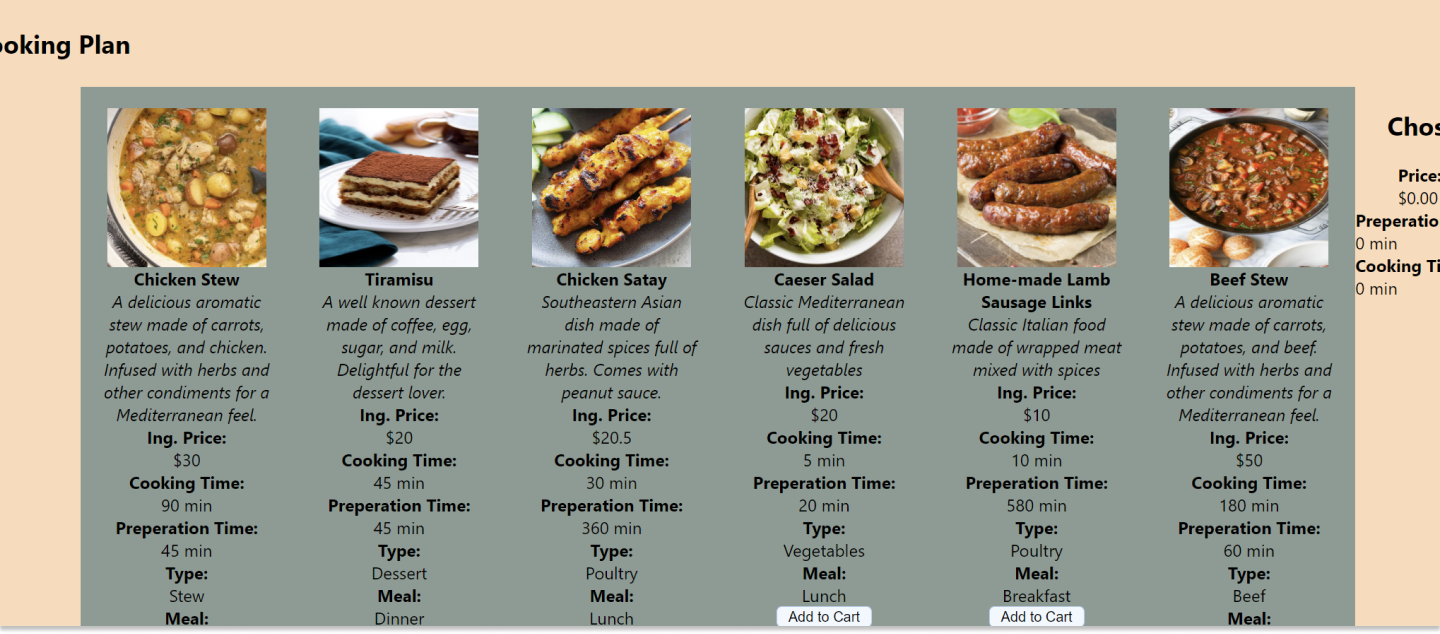 ooking Plan
Chicken Stew
A delicious aromatic
stew made of carrots,
potatoes, and chicken.
Infused with herbs and
other condiments for a
Mediterranean feel.
Ing. Price:
$30
Cooking Time:
90 min
Preperation Time:
45 min
Type:
Stew
Meal:
Tiramisu
A well known dessert
made of coffee, egg,
sugar, and milk.
Delightful for the
dessert lover.
Ing. Price:
$20
Cooking Time:
45 min
Preperation Time:
45 min
Type:
Dessert
Meal:
Dinner
Chicken Satay
Southeastern Asian
dish made of
marinated spices full of
herbs. Comes with
peanut sauce.
Ing. Price:
$20.5
Cooking Time:
30 min
Preperation Time:
360 min
Type:
Poultry
Meal:
Lunch
Caeser Salad
Classic Mediterranean
dish full of delicious
sauces and fresh
vegetables
Ing. Price:
$20
Cooking Time:
5 min
Preperation Time:
20 min
Type:
Vegetables
Meal:
Lunch
Add to Cart
Home-made Lamb
Sausage Links
Classic Italian food
made of wrapped meat
mixed with spices
Ing. Price:
$10
Cooking Time:
10 min
Preperation Time:
580 min
Type:
Poultry
Meal:
Breakfast
Add to Cart
Beef Stew
A delicious aromatic
stew made of carrots,
potatoes, and beef.
Infused with herbs and
other condiments for a
Mediterranean feel.
Ing. Price:
$50
Cooking Time:
180 min
Preperation Time:
60 min
Type:
Beef
Meal:
Chos
Price:
$0.00
Preperatio
0 min
Cooking Ti
0 min